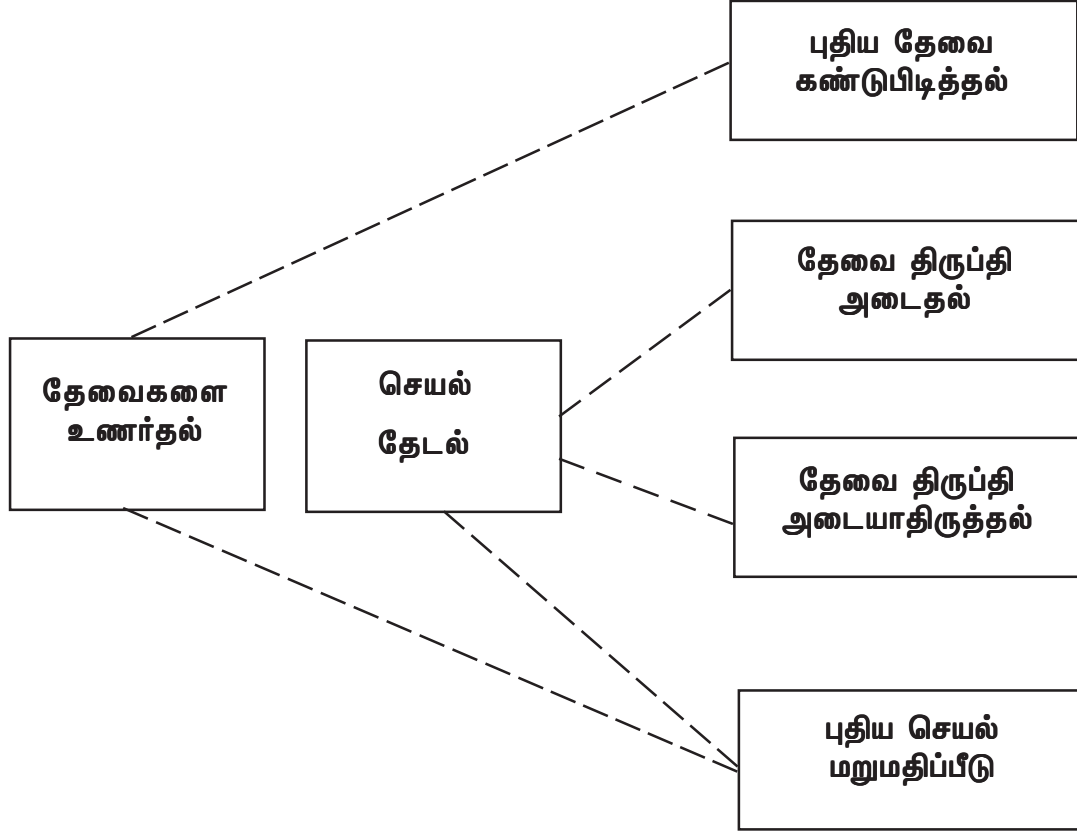 புதிய தேவை
கண்டுபிடித்தல்
தேவை திருப்தி
அடைதல்
தேவைகளை
உணர்தல்
செயல்
தேடல்
தேவை திருப்தி
அடையாதிருத்தல்
புதிய செயல்
மறுமதிப்பீடு